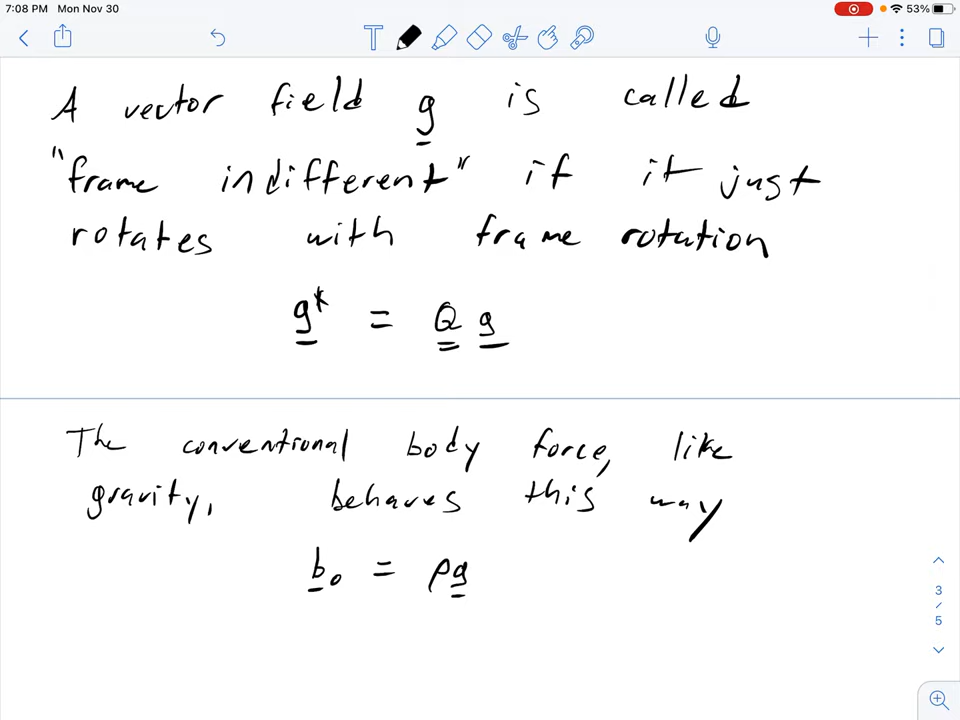 7:08 PM Mon Nov 30
53%
T
A vector field g is called
"frame indifferent" if it just
rotates with frame rotation
g* = Q g
The conventional body force, like
gravity, behaves this way
b₀ = ρg
3
/
5